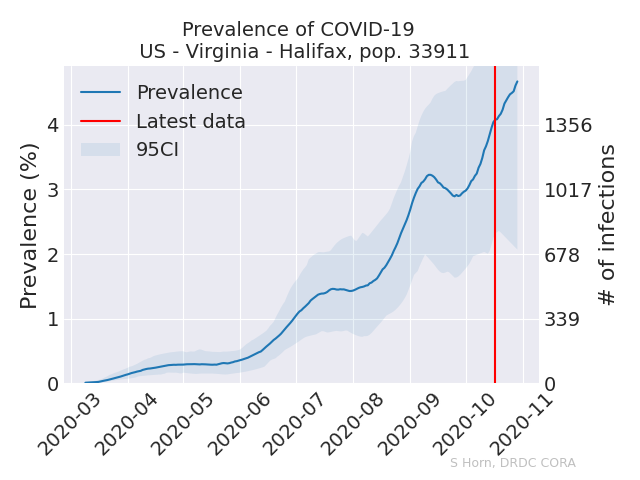 Prevalence of COVID-19
US - Virginia - Halifax, pop. 33911
Prevalence
Latest data
95CI
Prevalence (%)
4
3
2
1
0
1356
1017
678
339
0
# of infections
2020-03
2020-04
2020-05
2020-06
2020-07
2020-08
2020-09
2020-10
2020-11
S Horn, DRDC CORA